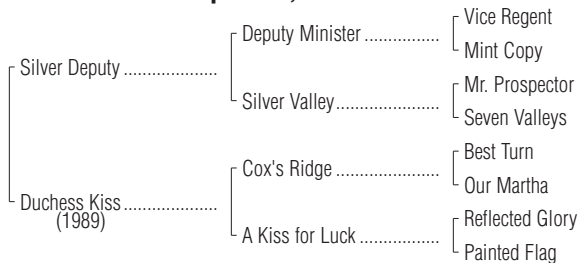 Vice Regent
Deputy Minister ................
Mint Copy
Silver Deputy ....................
Mr. Prospector
Silver Valley ......................
Seven Valleys
Best Turn
Cox's Ridge ......................
Our Martha
Duchess Kiss ....................
(1989)
Reflected Glory
A Kiss for Luck .................
Painted Flag